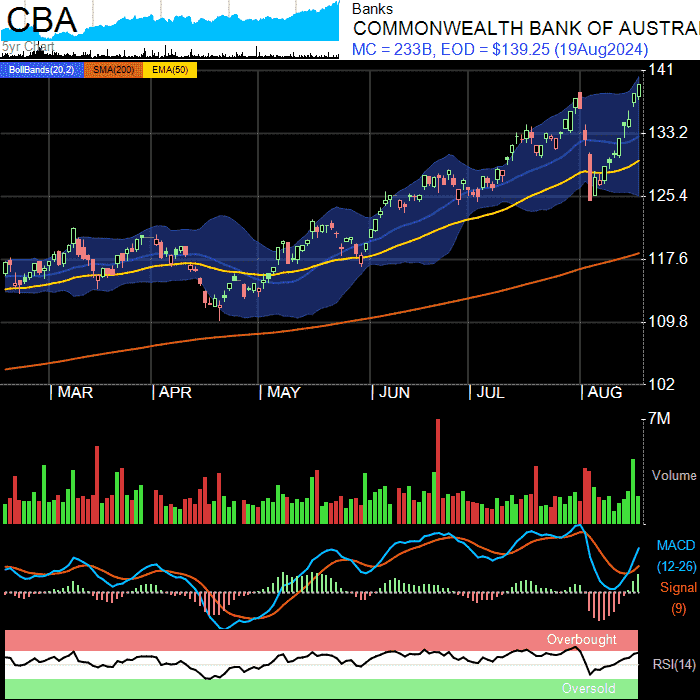 CBA
5yr Chart
Banks
COMMONWEALTH BANK OF AUSTRA
MC = 233B, EOD = $139.25 (19Aug2024)
BollBands(20,2) SMA(200) EMA(50)
141
133.2
125.4
117.6
109.8
102
MAR APR MAY JUN JUL AUG
7M
Volume
MACD
(12-26)
Signal
(9)
Overbought
RSI(14)
Oversold